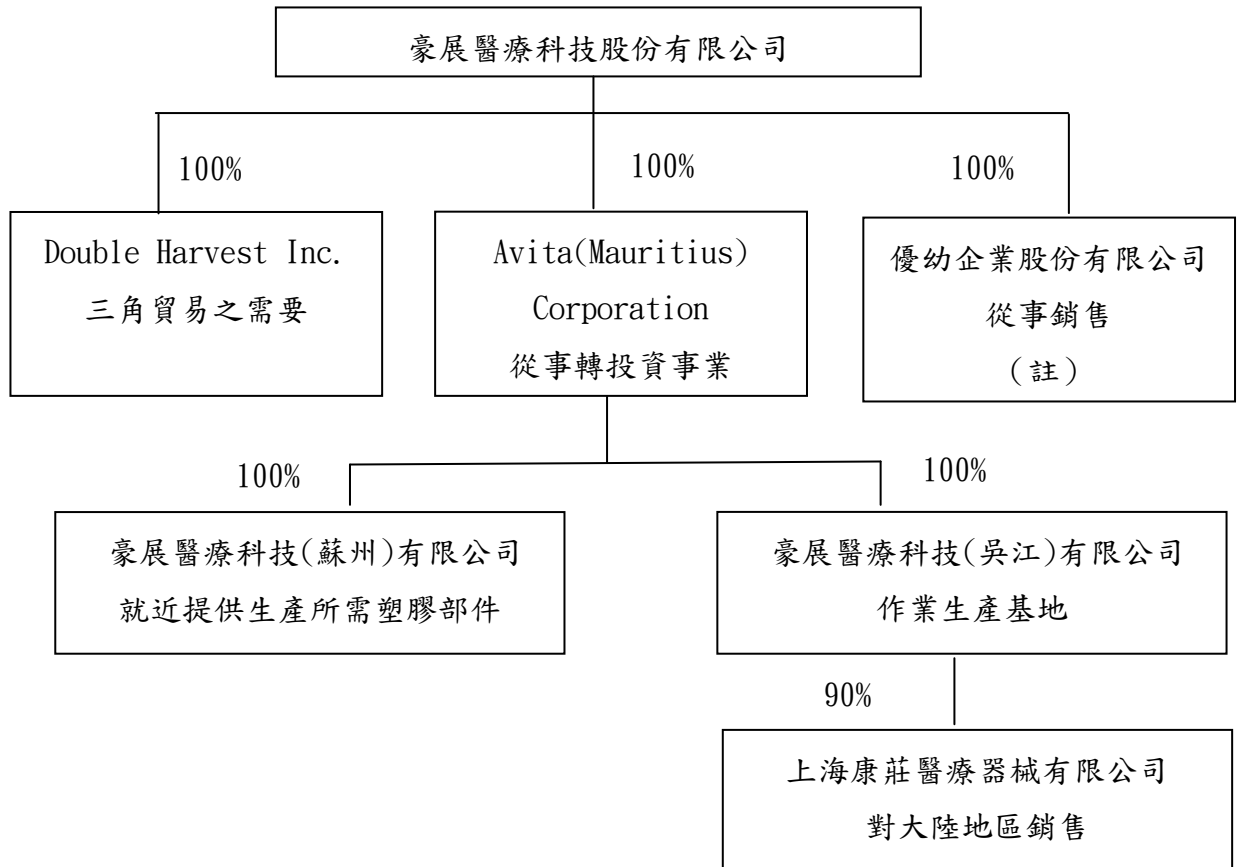 豪展醫療科技股份有限公司
100%
100%
100%
Double Harvest Inc.
三角貿易之需要
Avita(Mauritius)
Corporation
從事轉投資事業
優幼企業股份有限公司
從事銷售
(註)
100%
100%
豪展醫療科技(蘇州)有限公司
就近提供生產所需塑膠部件
豪展醫療科技(吳江)有限公司
作業生產基地
90%
上海康莊醫療器械有限公司
對大陸地區銷售